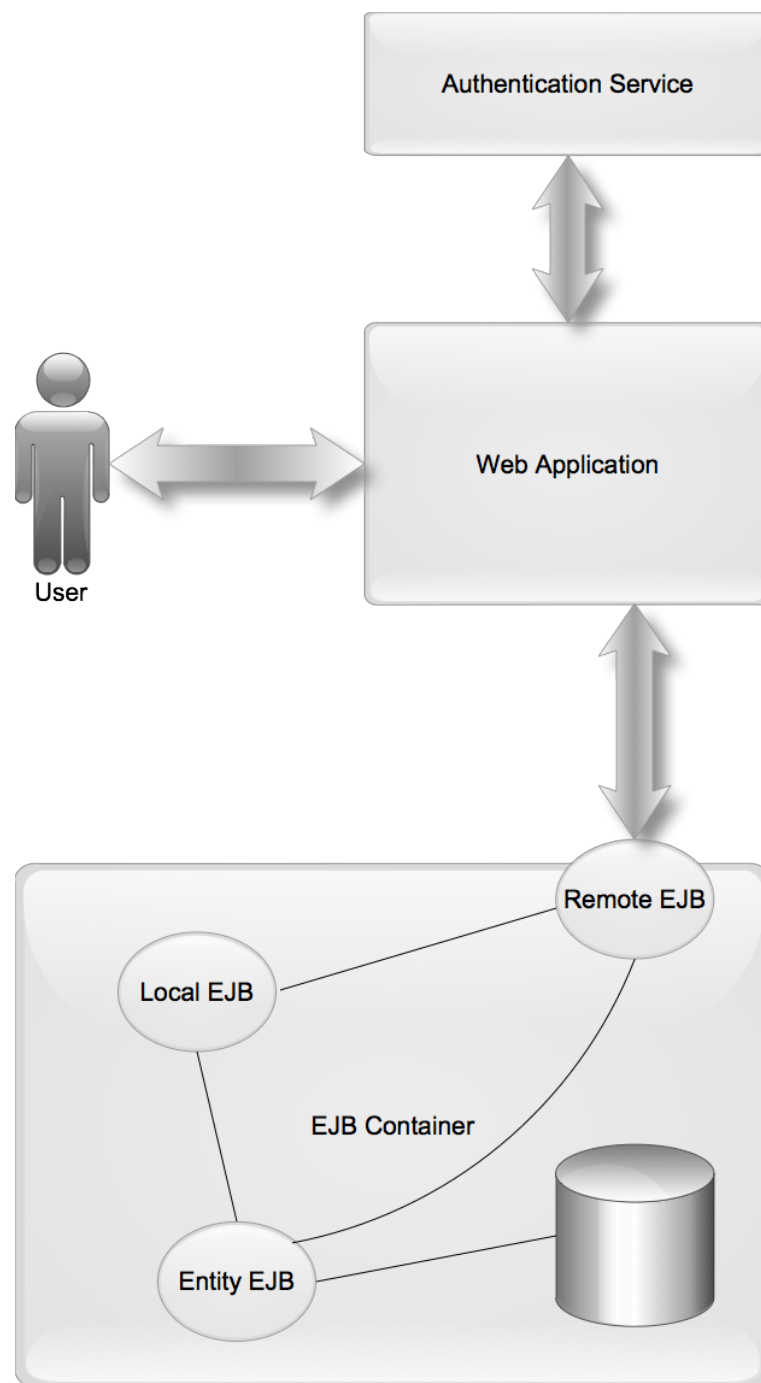 Authentication Service
Web Application
User
Remote EJB
Local EJB
EJB Container
Entity EJB